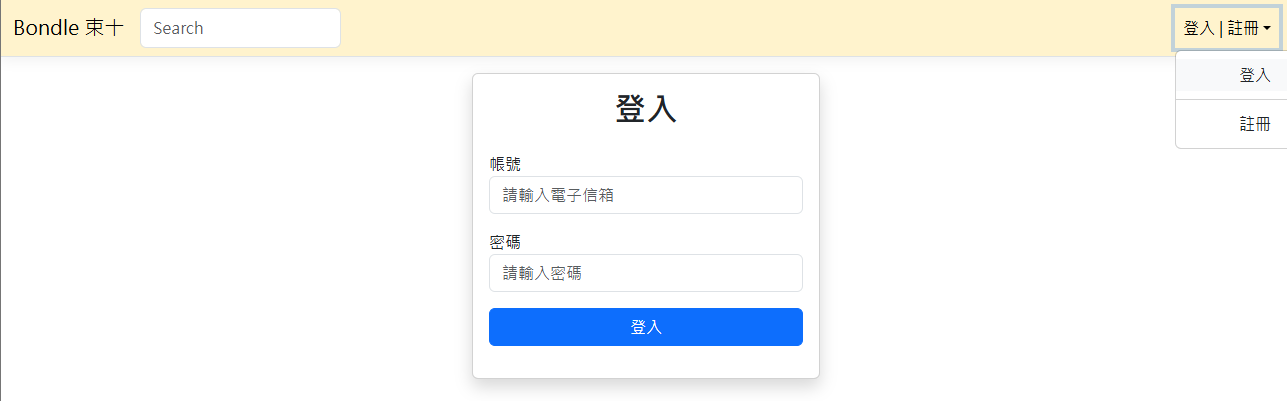 Bondle 束十 Search 登入 | 註冊
登入
註冊
登入
帳號
請輸入電子信箱
密碼
請輸入密碼
登入